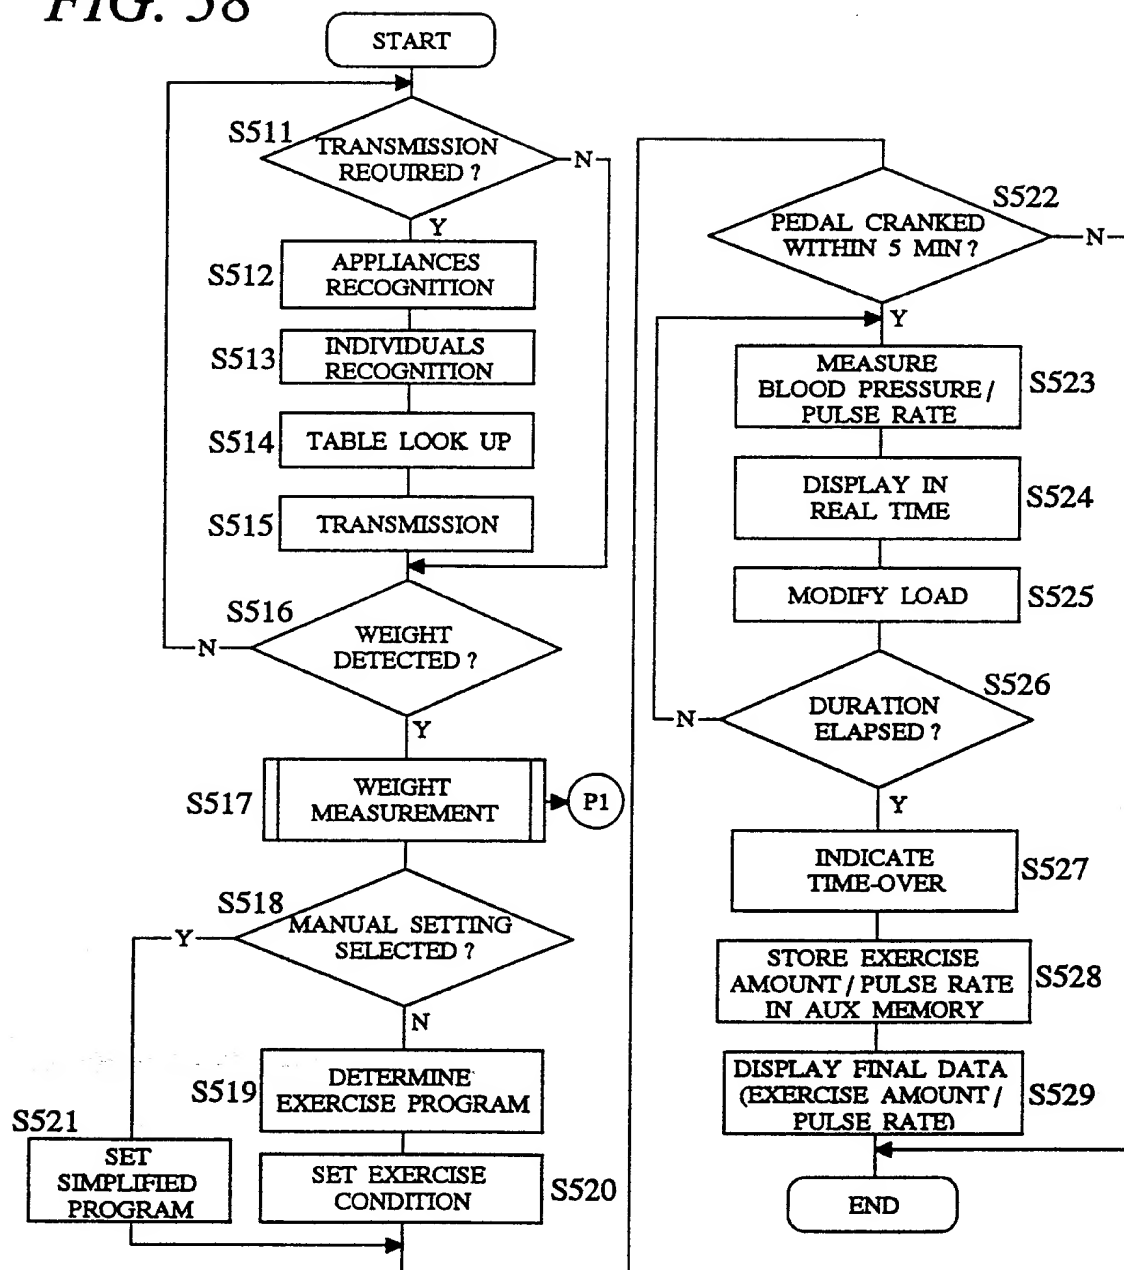 FIG. 58
START
S511
TRANSMISSION
REQUIRED ?
N
Y
S512
APPLIANCES
RECOGNITION
S513
INDIVIDUALS
RECOGNITION
S514
TABLE LOOK UP
S515
TRANSMISSION
S516
WEIGHT
DETECTED ?
N
Y
S517
WEIGHT
MEASUREMENT
P1
S518
MANUAL SETTING
SELECTED ?
Y
N
S519
DETERMINE
EXERCISE PROGRAM
S521
SET
SIMPLIFIED
PROGRAM
SET EXERCISE
CONDITION
S520
S522
PEDAL CRANKED
WITHIN 5 MIN ?
N
Y
MEASURE
BLOOD PRESSURE /
PULSE RATE
S523
DISPLAY IN
REAL TIME
S524
MODIFY LOAD
S525
S526
DURATION
ELAPSED ?
N
Y
INDICATE
TIME-OVER
S527
STORE EXERCISE
AMOUNT / PULSE RATE
IN AUX MEMORY
S528
DISPLAY FINAL DATA
(EXERCISE AMOUNT /
PULSE RATE)
S529
END